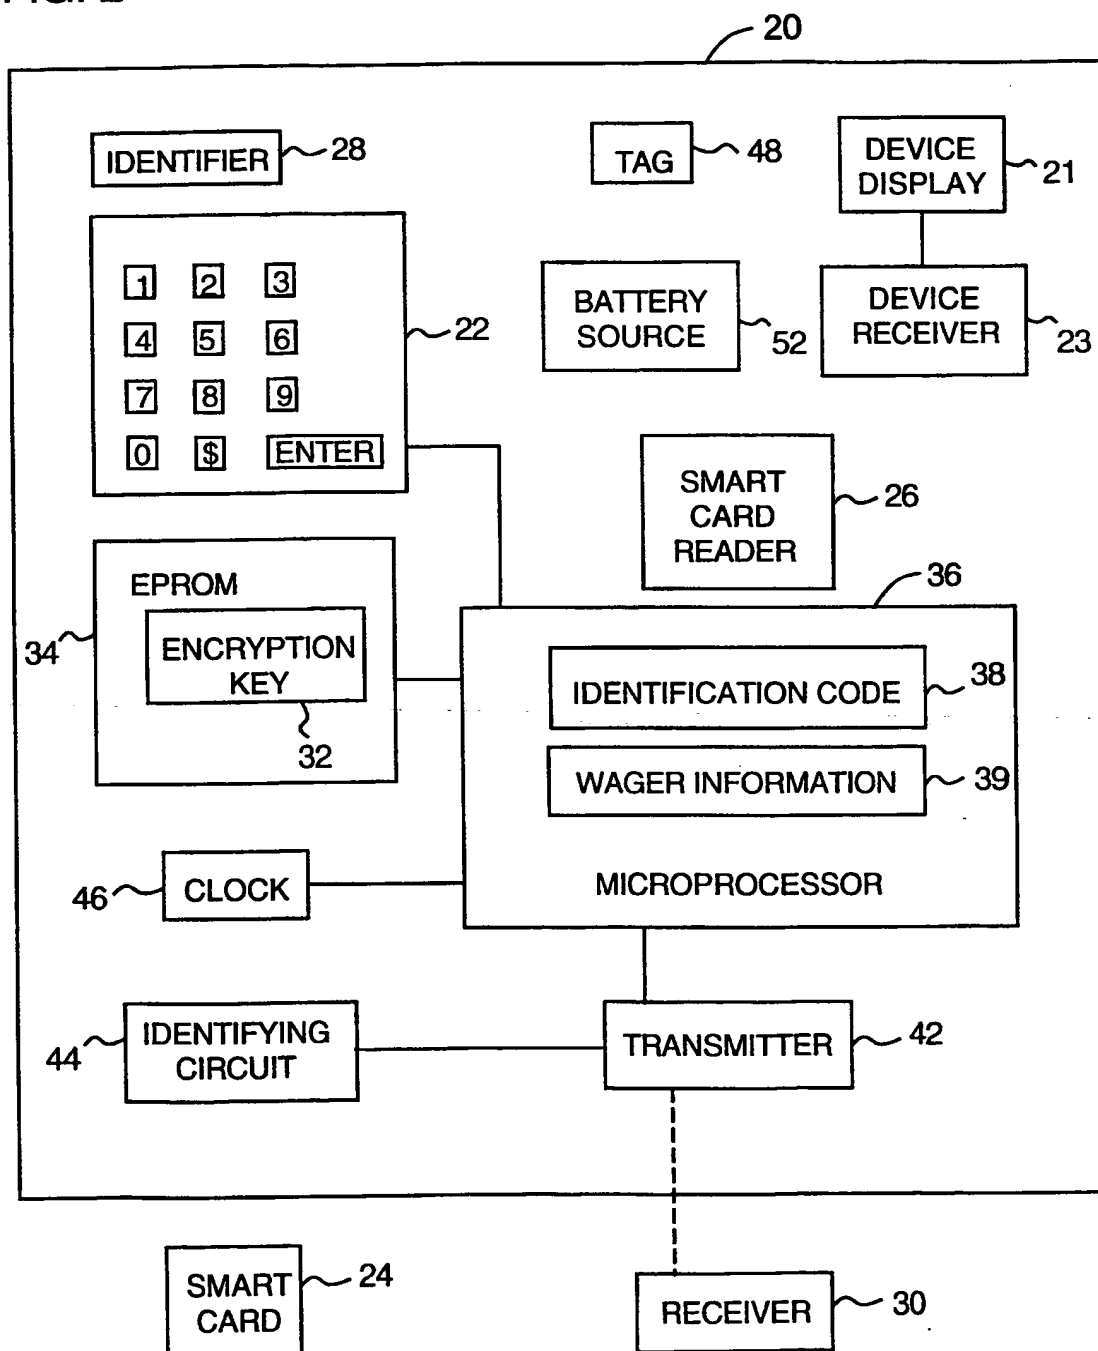 20
IDENTIFIER 28
TAG 48
DEVICE
DISPLAY 21
1 2 3
4 5 6
7 8 9
0 $ ENTER
22
BATTERY
SOURCE 52
DEVICE
RECEIVER 23
SMART
CARD
READER
26
EPROM
ENCRYPTION
KEY
34
32
36
IDENTIFICATION CODE 38
WAGER INFORMATION 39
MICROPROCESSOR
46 CLOCK
44 IDENTIFYING
CIRCUIT
TRANSMITTER 42
SMART
CARD
24
RECEIVER 30